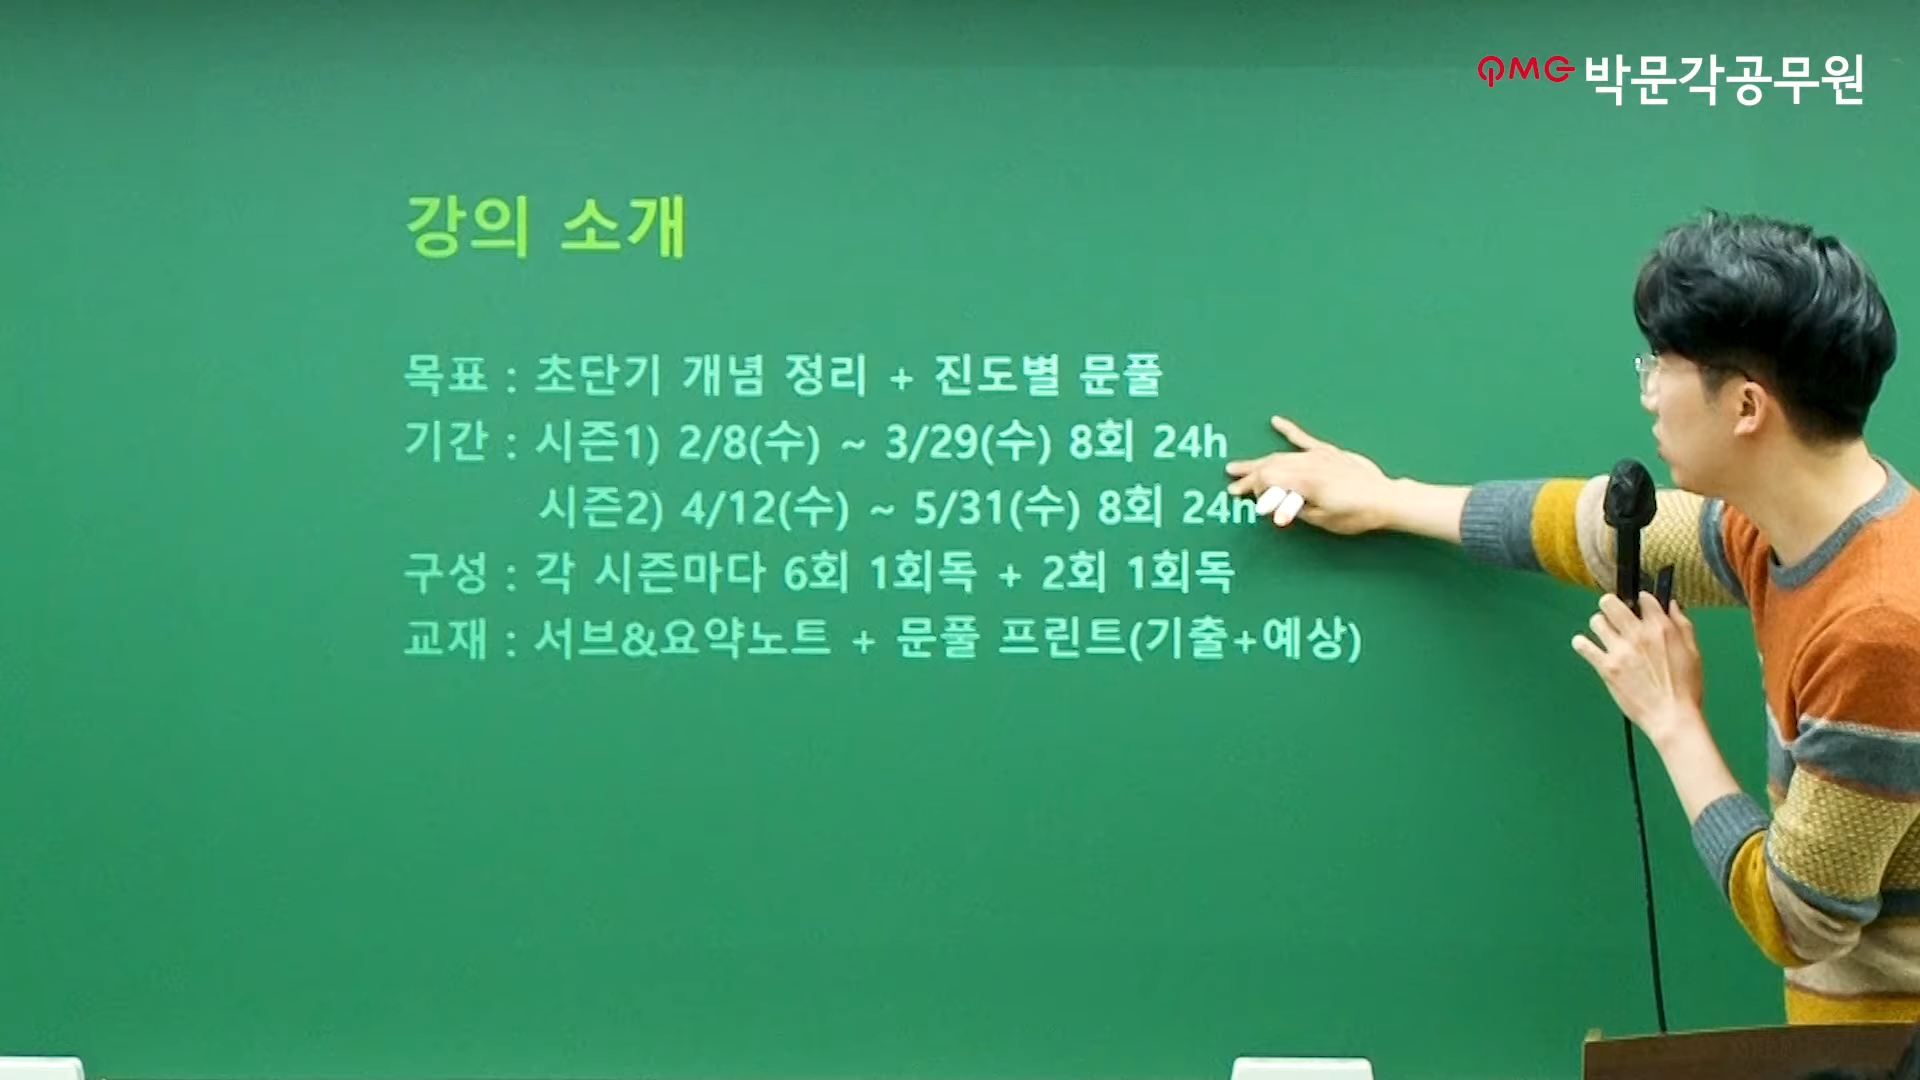 PMG 박문각공무원
강의 소개
목표 : 초단기 개념 정리 + 진도별 문풀
기간 : 시즌1) 2/8(수) ~ 3/29(수) 8회 24h
시즌2) 4/12(수) ~ 5/31(수) 8회 24h
구성 : 각 시즌마다 6회 1회독 + 2회 1회독
교재 : 서브&요약노트 + 문풀 프린트(기출+예상)